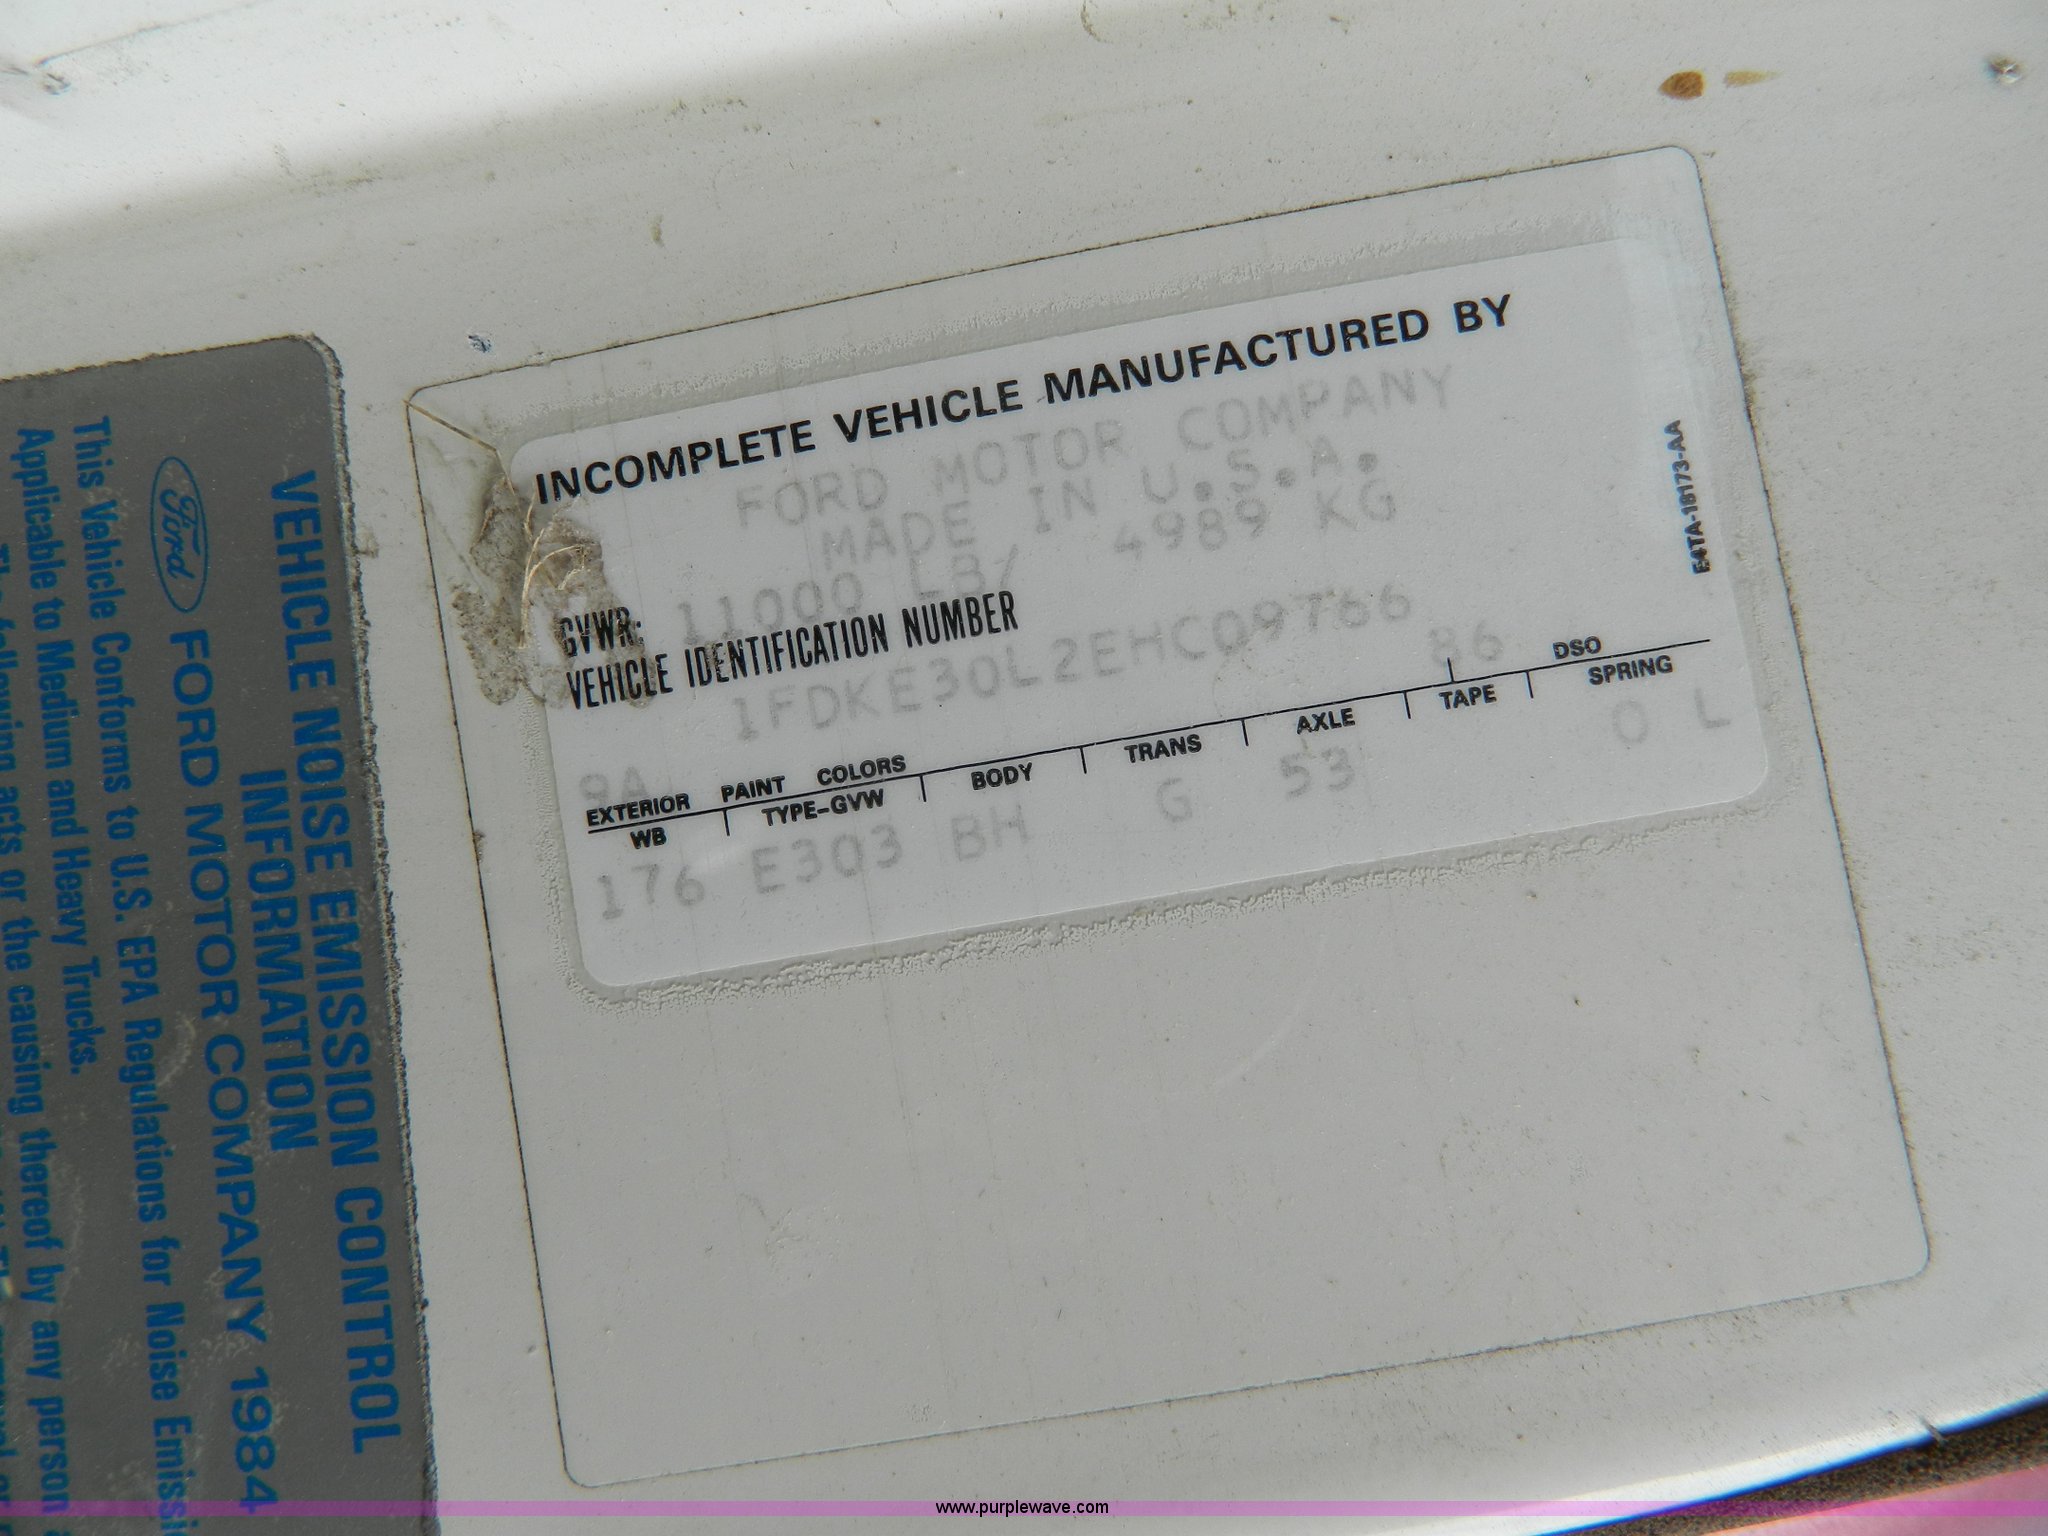 INCOMPLETE VEHICLE MANUFACTURED BY
FORD MOTOR COMPANY
MADE IN U.S.A.
GVWR: 11000 LB/ 4989 KG
VEHICLE IDENTIFICATION NUMBER
1FDKE30L2EHC09766
86
9A
EXTERIOR PAINT COLORS DSO
WB TYPE-GVW BODY TRANS AXLE TAPE SPRING
176 E303 BH G 53 O L
E4TA-18173-AA
VEHICLE NOISE EMISSION CONTROL
INFORMATION
Ford FORD MOTOR COMPANY 1984
This Vehicle Conforms to U.S. EPA Regulations for Noise
Applicable to Medium and Heavy Trucks.
following acts or the causing thereof by any person
www.purplewave.com